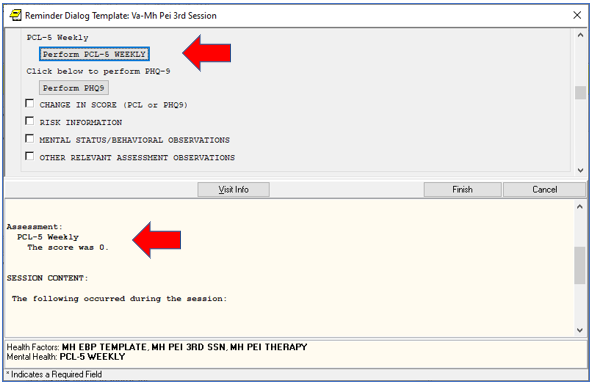 Reminder Dialog Template: Va-Mh Pei 3rd Session
PCL-5 Weekly
Perform PCL-5 WEEKLY
Click below to perform PHQ-9
Perform PHQ9
CHANGE IN SCORE (PCL or PHQ9)
RISK INFORMATION
MENTAL STATUS/BEHAVIORAL OBSERVATIONS
OTHER RELEVANT ASSESSMENT OBSERVATIONS
Visit Info Finish Cancel
Assessment:
PCL-5 Weekly
The score was 0.
SESSION CONTENT:
The following occurred during the session:
Health Factors: MH EBP TEMPLATE, MH PEI 3RD SSN, MH PEI THERAPY
Mental Health: PCL-5 WEEKLY
* Indicates a Required Field